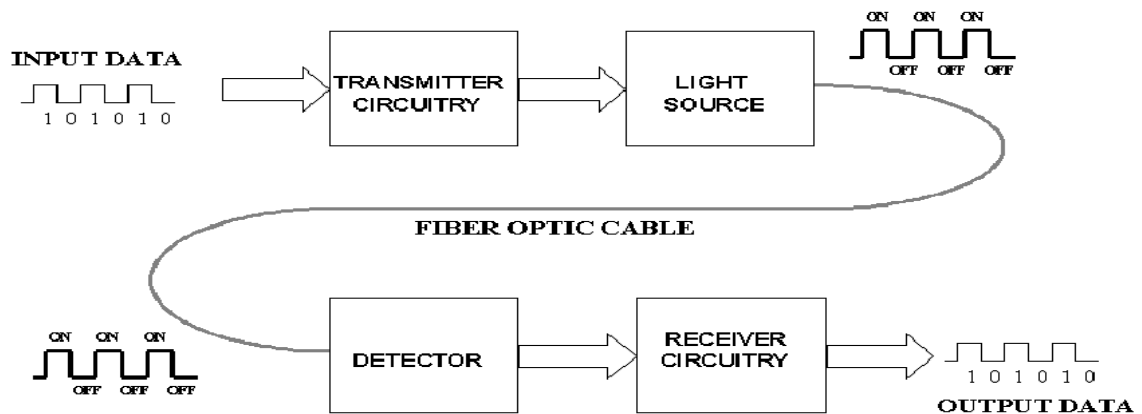 ON ON ON
OFF OFF OFF
INPUT DATA
1 0 1 0 1 0
TRANSMITTER
CIRCUITRY
LIGHT
SOURCE
FIBER OPTIC CABLE
ON ON ON
OFF OFF OFF
DETECTOR
RECEIVER
CIRCUITRY
1 0 1 0 1 0
OUTPUT DATA